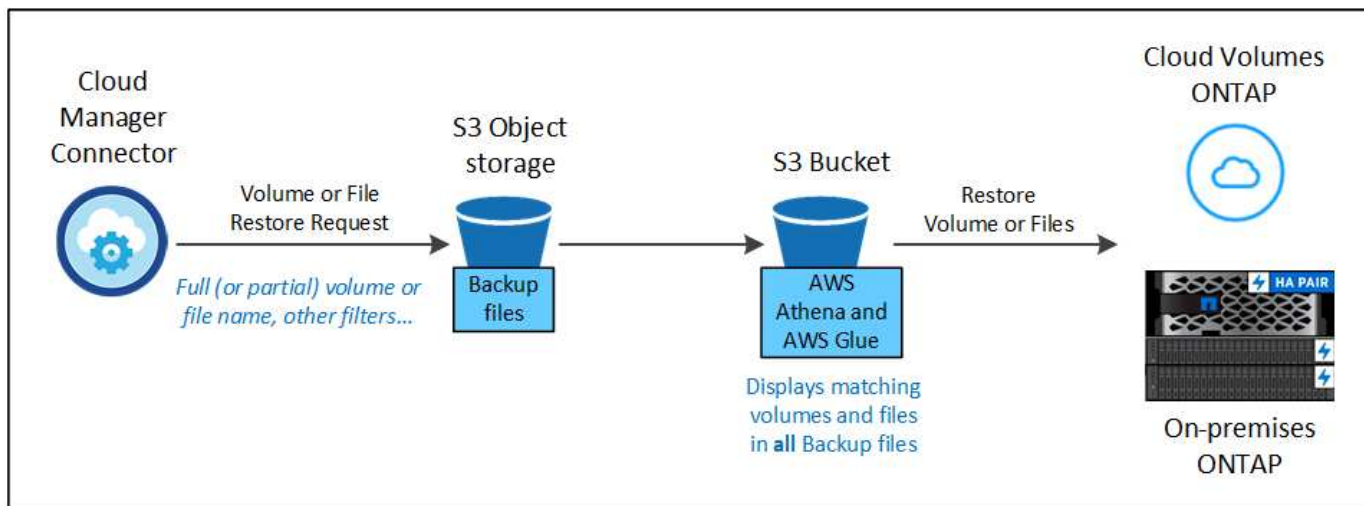 Cloud
Manager
Connector
Volume or File
Restore Request
Full (or partial) volume or
file name, other filters...
S3 Object
storage
Backup
files
S3 Bucket
AWS
Athena and
AWS Glue
Displays matching
volumes and files
in all Backup files
Restore
Volume or Files
Cloud Volumes
ONTAP
HA PAIR
On-premises
ONTAP